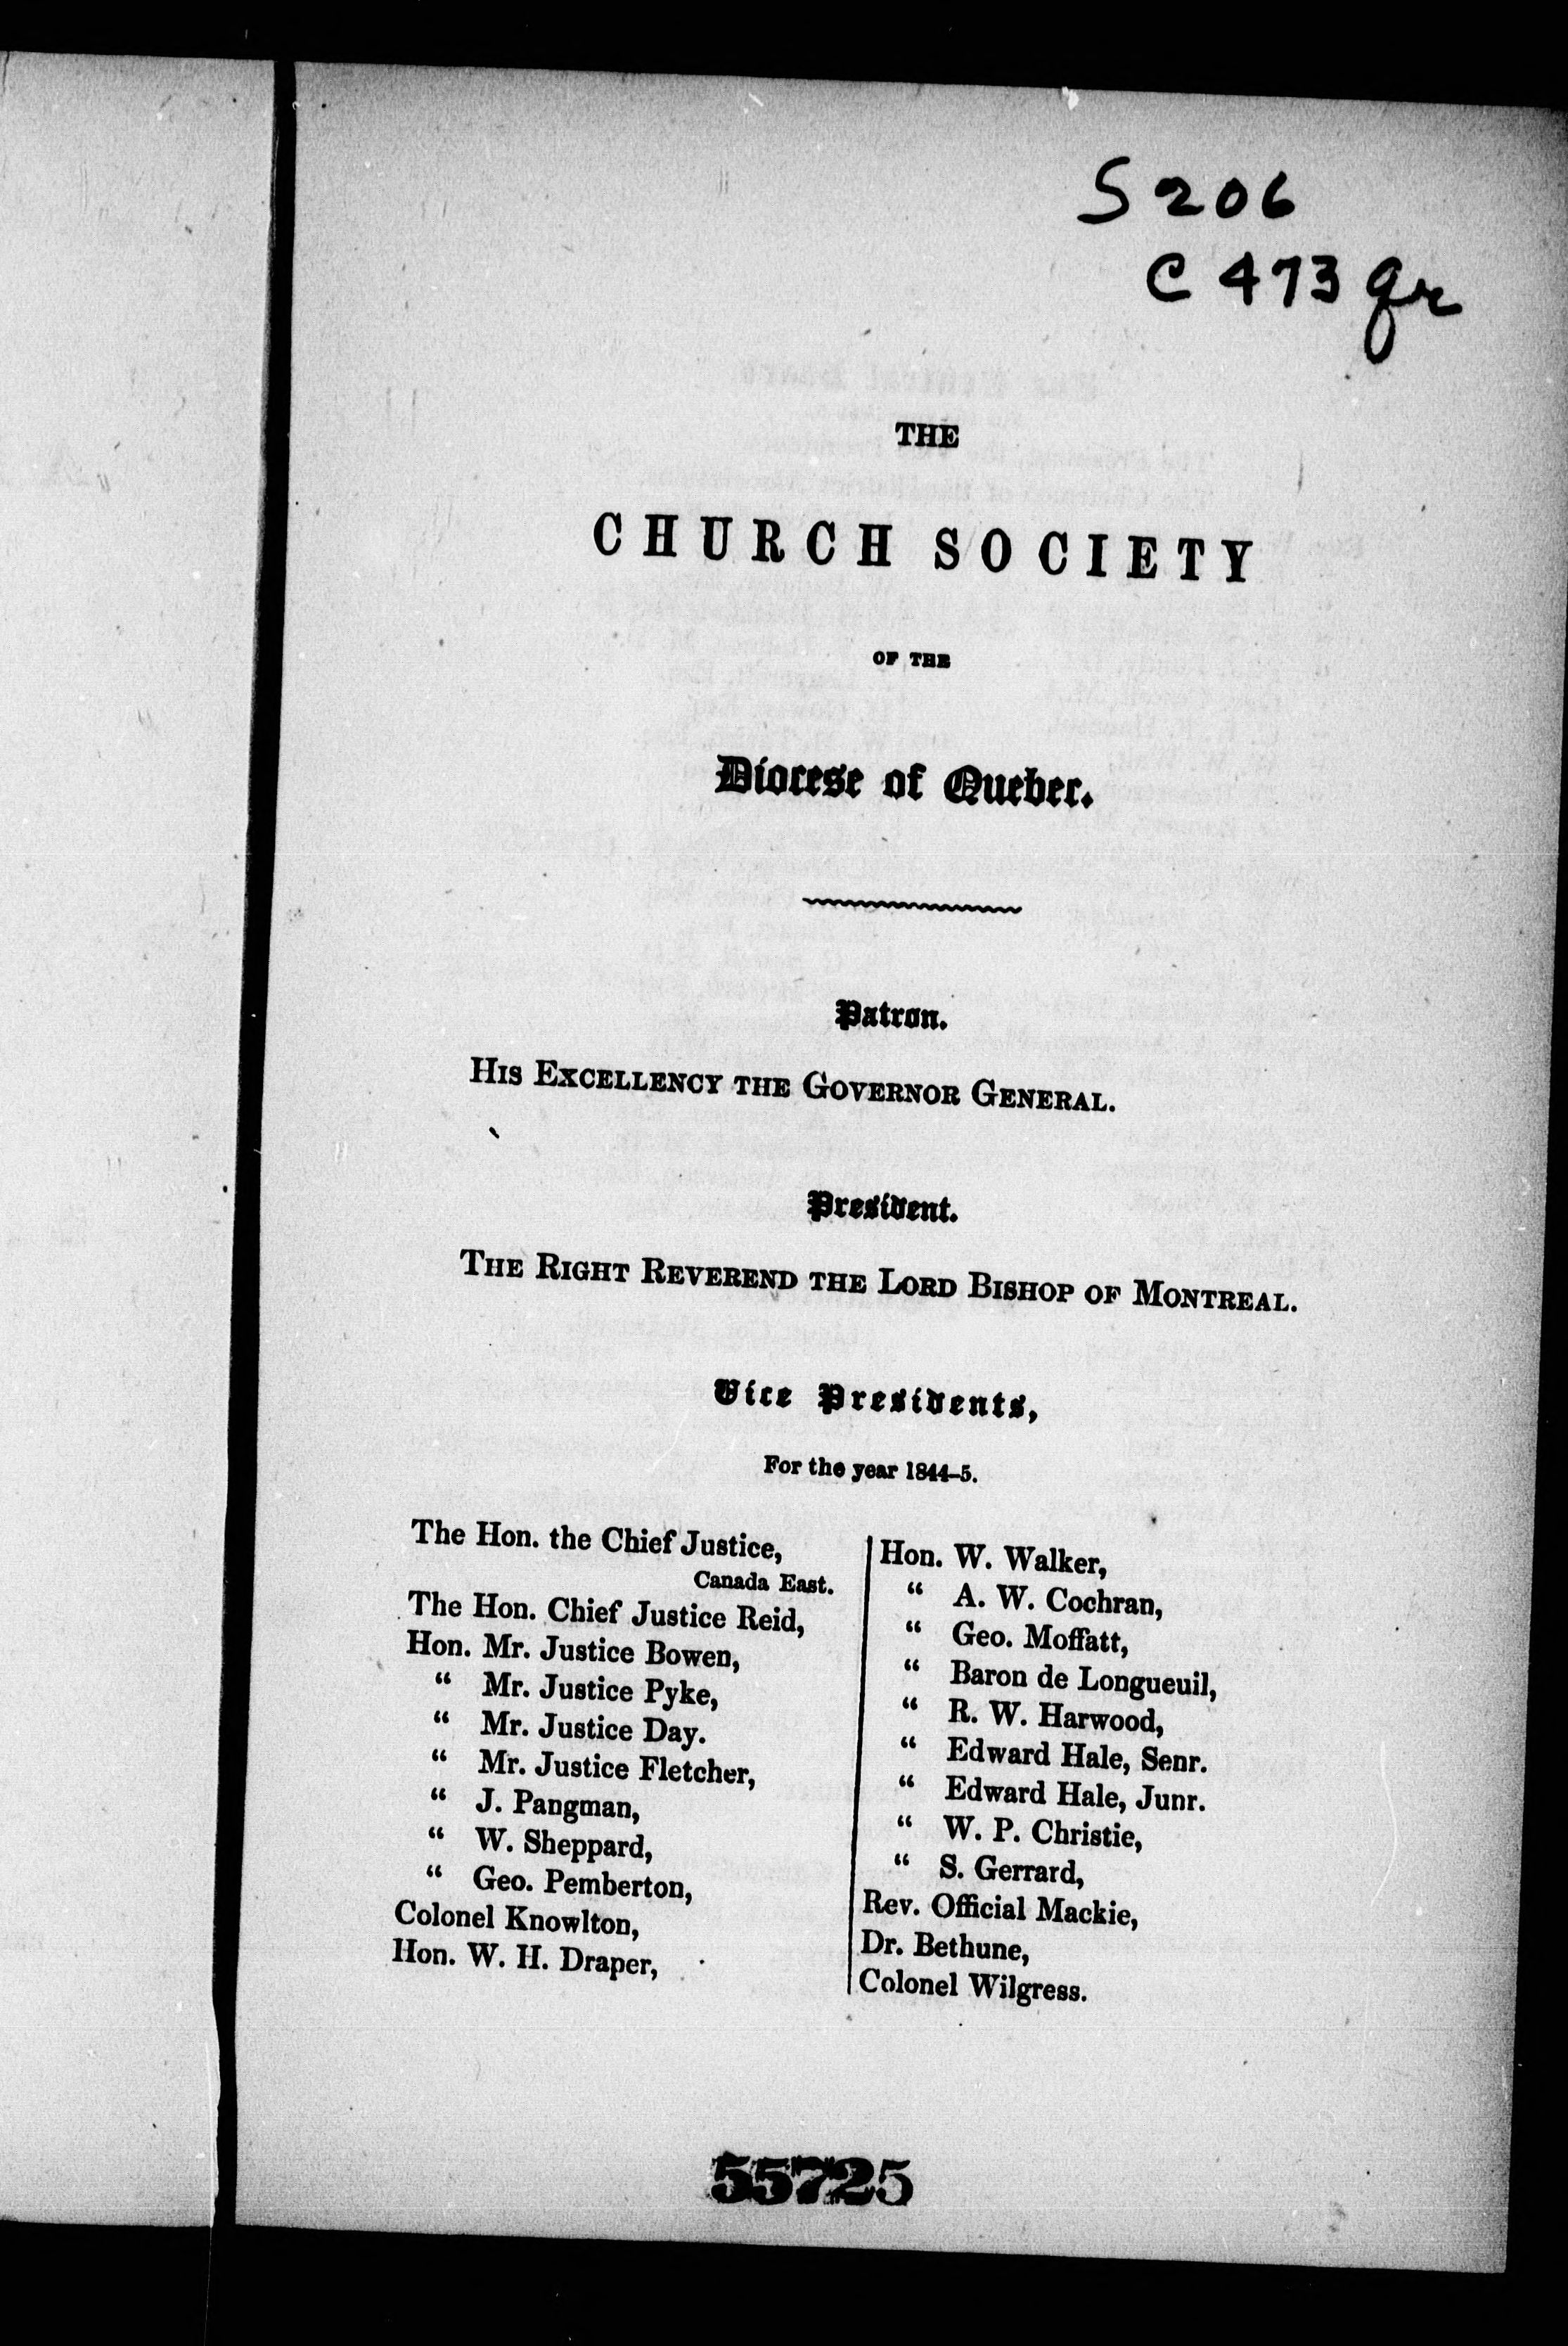 S 206
C 473 gr
THE
CHURCH SOCIETY
OF THE
Diocese of Quebec.
Patron.
HIS EXCELLENCY THE GOVERNOR GENERAL.
President.
THE RIGHT REVEREND THE LORD BISHOP OF MONTREAL.
Vice Presidents,
For the year 1844–5.
The Hon. the Chief Justice,
Canada East.
The Hon. Chief Justice Reid,
Hon. Mr. Justice Bowen,
“ Mr. Justice Pyke,
“ Mr. Justice Day.
“ Mr. Justice Fletcher,
“ J. Pangman,
“ W. Sheppard,
“ Geo. Pemberton,
Colonel Knowlton,
Hon. W. H. Draper,
Hon. W. Walker,
“ A. W. Cochran,
“ Geo. Moffatt,
“ Baron de Longueuil,
“ R. W. Harwood,
“ Edward Hale, Senr.
“ Edward Hale, Junr.
“ W. P. Christie,
“ S. Gerrard,
Rev. Official Mackie,
Dr. Bethune,
Colonel Wilgress.
55725